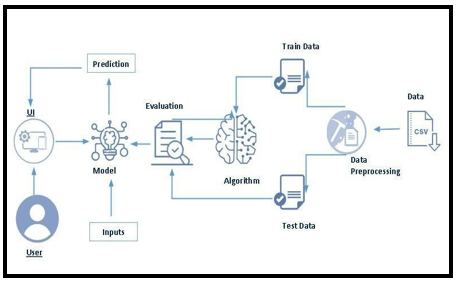 Train Data
Prediction
Data
Evaluation
UI
CSV
Model
Data
Preprocessing
Algorithm
Inputs
Test Data
User